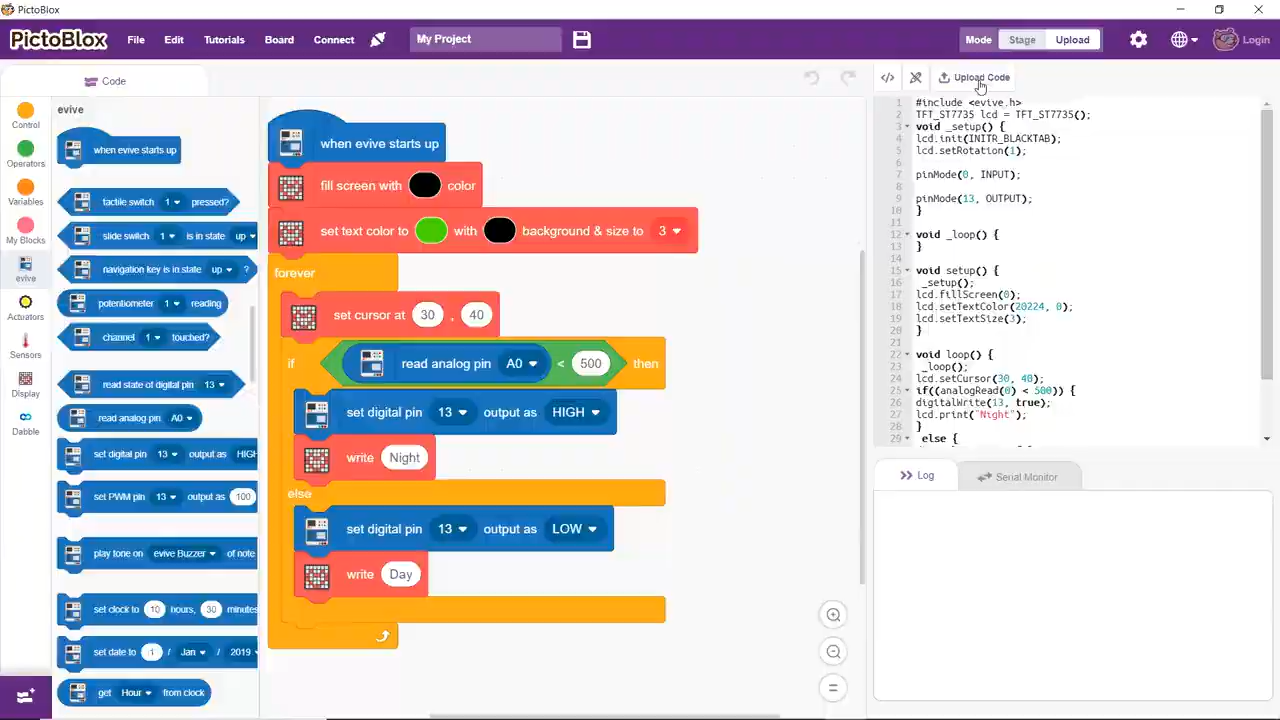 PictoBlox
PictoBlox File Edit Tutorials Board Connect My Project Mode Stage Upload Login
Code
Upload Code
Control
Operators
Variables
My Blocks
evive
Actuators
Sensors
Display
Dabble
evive
when evive starts up
tactile switch 1 pressed?
slide switch 1 is in state up
navigation key is in state up ?
potentiometer 1 reading
channel 1 touched?
read state of digital pin 13
read analog pin A0
set digital pin 13 output as HIGH
set PWM pin 13 output as 100
play tone on evive Buzzer of note
set clock to 10 hours, 30 minutes
set date to 1 / Jan / 2019
get Hour from clock
when evive starts up
fill screen with color
set text color to with background & size to 3
forever
set cursor at 30 , 40
if read analog pin A0 < 500 then
set digital pin 13 output as HIGH
write Night
else
set digital pin 13 output as LOW
write Day
1 #include <evive.h>
2 TFT_ST7735 lcd = TFT_ST7735();
3 void _setup() {
4 lcd.init(INITR_BLACKTAB);
5 lcd.setRotation(1);
6
7 pinMode(0, INPUT);
8
9 pinMode(13, OUTPUT);
10 }
11
12 void _loop() {
13 }
14
15 void setup() {
16 _setup();
17 lcd.fillScreen(0);
18 lcd.setTextColor(20224, 0);
19 lcd.setTextSize(3);
20 }
21
22 void loop() {
23 _loop();
24 lcd.setCursor(30, 40);
25 if((analogRead(0) < 500)) {
26 digitalWrite(13, true);
27 lcd.print("Night");
28 }
29 else {
Log
Serial Monitor